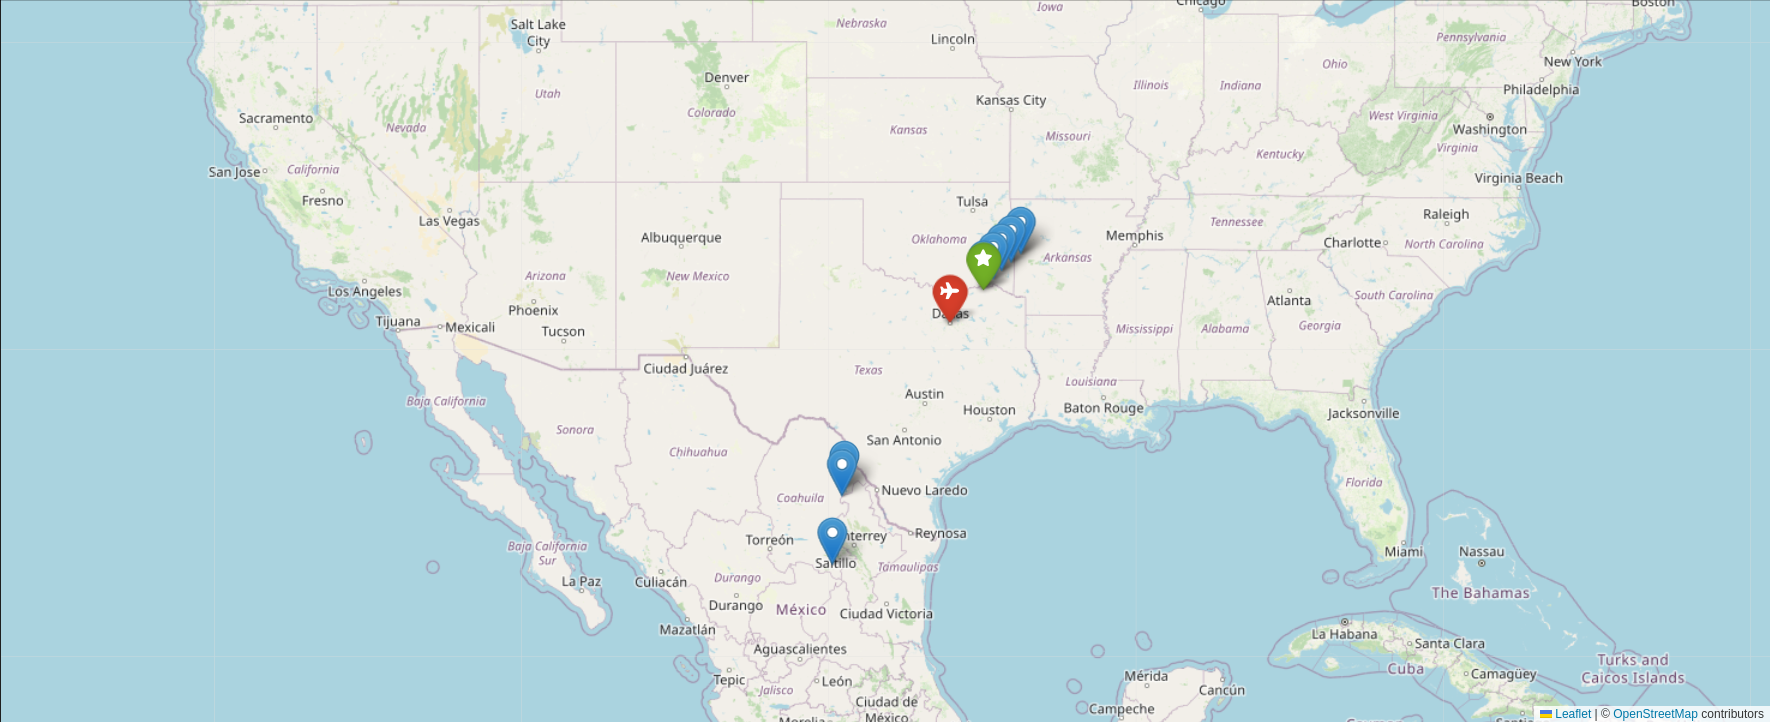 Salt Lake
City
Nebraska
Iowa
Chicago
Boston
Lincoln
Pennsylvania
New York
Denver
Utah
Colorado
Ohio
Illinois
Indiana
Philadelphia
Kansas City
Sacramento
Nevada
Kansas
Missouri
West Virginia
Washington
Virginia
San Jose
California
Kentucky
Virginia Beach
Fresno
Las Vegas
Tulsa
Raleigh
Albuquerque
Oklahoma
Memphis
Tennessee
Charlotte
North Carolina
Arizona
New Mexico
Arkansas
Los Angeles
Phoenix
Atlanta
South Carolina
Tijuana
Mexicali
Tucson
Dallas
Mississippi
Alabama
Georgia
Ciudad Juárez
Texas
Louisiana
Baja California
Austin
Houston
Baton Rouge
Jacksonville
Sonora
Chihuahua
San Antonio
Coahuila
Nuevo Laredo
Florida
Torreón
nterrey
Reynosa
Baja California
Sur
Saltillo
Tamaulipas
Miami
Nassau
La Paz
Culiacán
Durango
Durango
México
Ciudad Victoria
The Bahamas
Mazatlán
La Habana
Santa Clara
Aguascalientes
Cuba
Camagüey
Turks and
Caicos Islands
Tepic
León
Jalisco
Mérida
Cancún
Ciudad de
México
Campeche
Morelia
Leaflet | © OpenStreetMap contributors